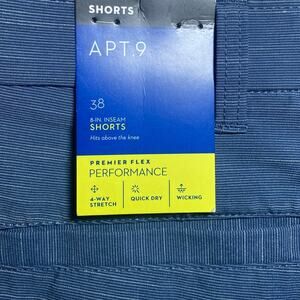 SHORTS
APT.9
38
8-IN. INSEAM
SHORTS
Hits above the knee
PREMIER FLEX
PERFORMANCE
4-WAY
STRETCH
QUICK DRY
WICKING